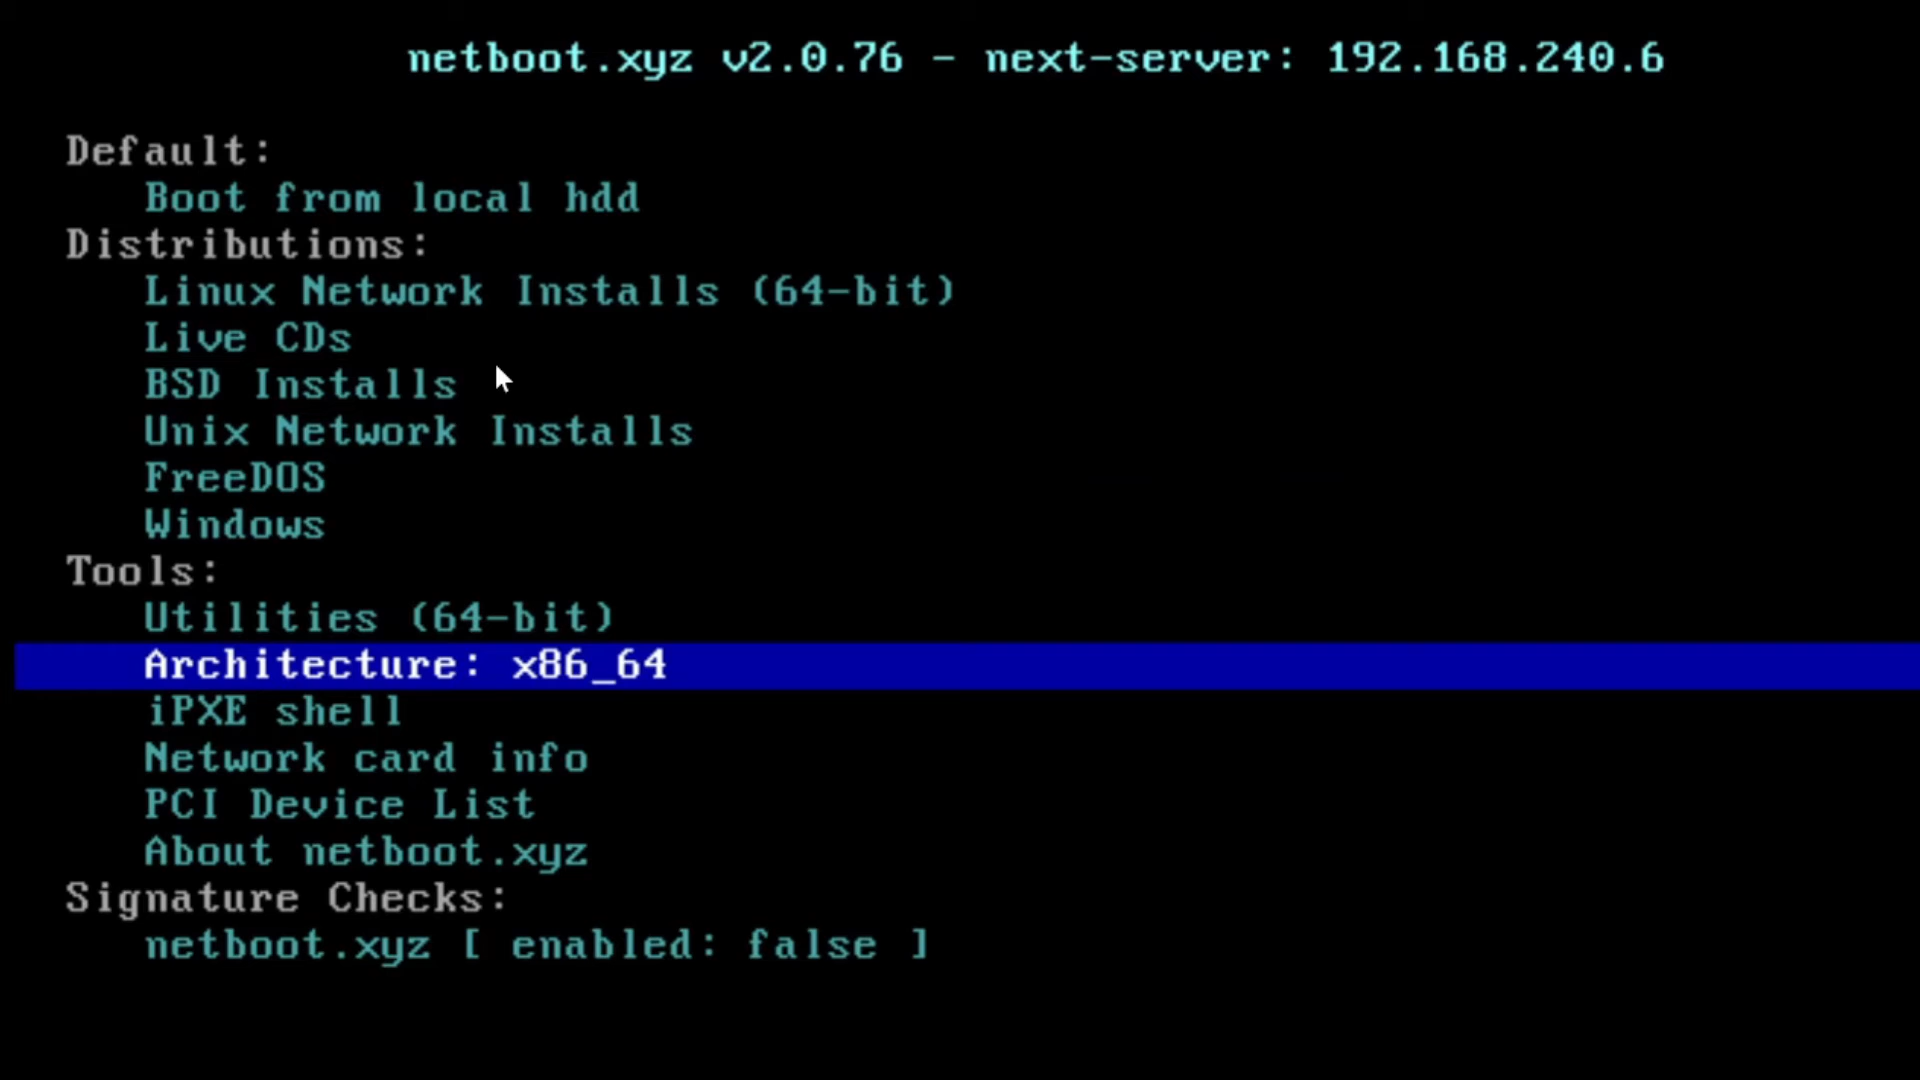 netboot.xyz v2.0.76 - next-server: 192.168.240.6
Default:
Boot from local hdd
Distributions:
Linux Network Installs (64-bit)
Live CDs
BSD Installs
Unix Network Installs
FreeDOS
Windows
Tools:
Utilities (64-bit)
Architecture: x86_64
iPXE shell
Network card info
PCI Device List
About netboot.xyz
Signature Checks:
netboot.xyz [ enabled: false ]